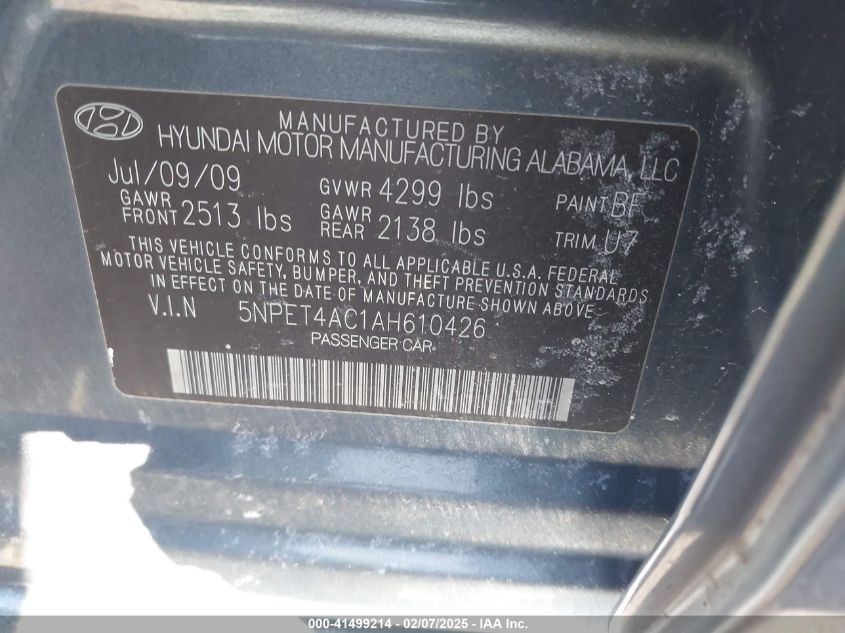 MANUFACTURED BY
HYUNDAI MOTOR MANUFACTURING ALABAMA, LLC
Jul/09/09 GVWR 4299 lbs PAINT BF
GAWR FRONT 2513 lbs GAWR REAR 2138 lbs TRIM U7
THIS VEHICLE CONFORMS TO ALL APPLICABLE U.S.A. FEDERAL
MOTOR VEHICLE SAFETY, BUMPER, AND THEFT PREVENTION STANDARDS
IN EFFECT ON THE DATE OF MANUFACTURE SHOWN ABOVE.
V.I.N 5NPET4AC1AH610426
PASSENGER CAR
000-41499214 - 02/07/2025 - IAA Inc.